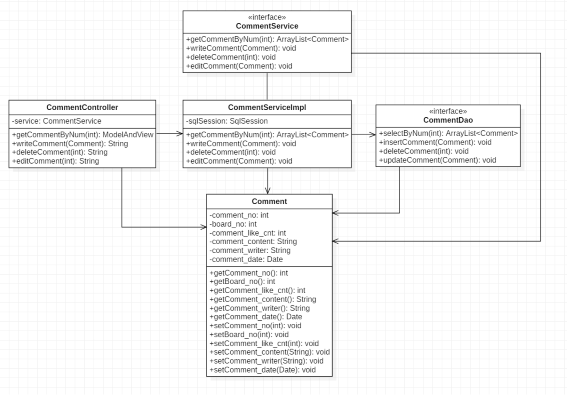 «interface»
CommentService
+getCommentByNum(int): ArrayList<Comment>
+writeComment(Comment): void
+deleteComment(int): void
+editComment(Comment): void
CommentController
-service: CommentService
+getCommentByNum(int): ModelAndView
+writeComment(Comment): String
+deleteComment(int): String
+editComment(int): String
CommentServiceImpl
-sqlSession: SqlSession
+getCommentByNum(int): ArrayList<Comment>
+writeComment(Comment): void
+deleteComment(int): void
+editComment(Comment): void
«interface»
CommentDao
+selectByNum(int): ArrayList<Comment>
+insertComment(Comment): void
+deleteComment(int): void
+updateComment(Comment): void
Comment
-comment_no: int
-board_no: int
-comment_like_cnt: int
-comment_content: String
-comment_writer: String
-comment_date: Date
+getComment_no(): int
+getBoard_no(): int
+getComment_like_cnt(): int
+getComment_content(): String
+getComment_writer(): String
+getComment_date(): Date
+setComment_no(int): void
+setBoard_no(int): void
+setComment_like_cnt(int): void
+setComment_content(String): void
+setComment_writer(String): void
+setComment_date(Date): void